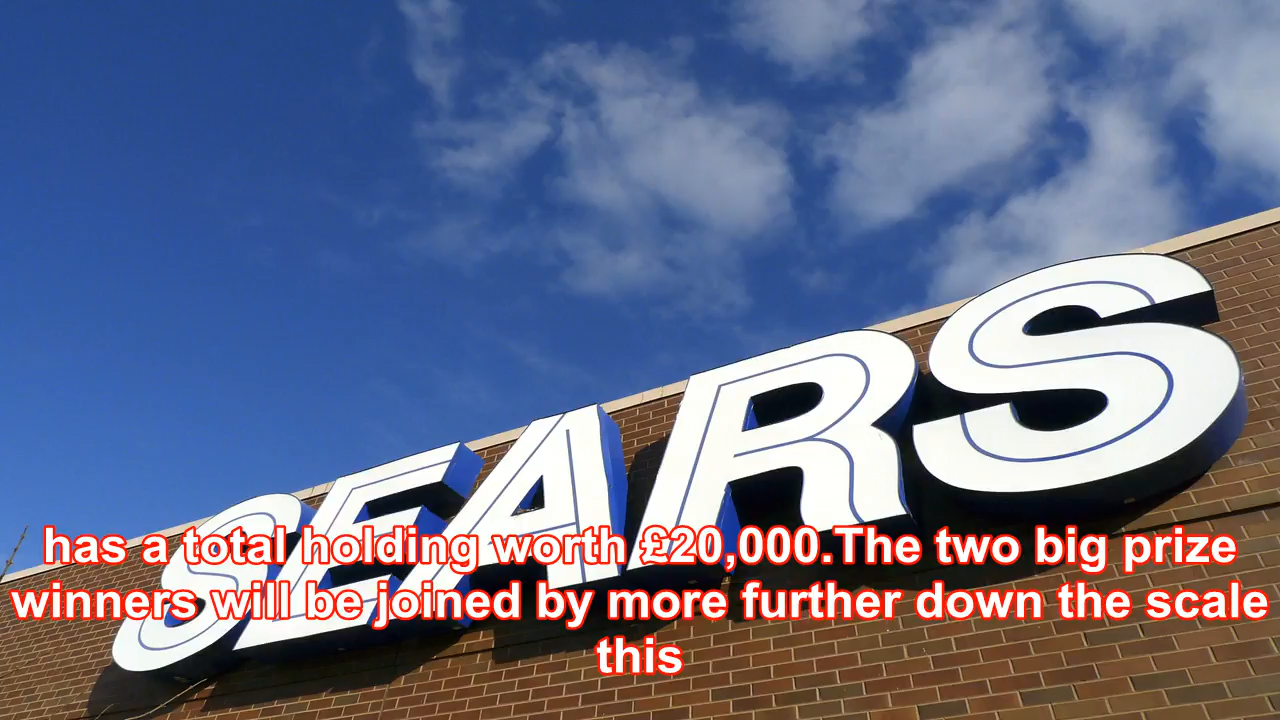 SEARS
has a total holding worth £20,000.The two big prize
winners will be joined by more further down the scale
this